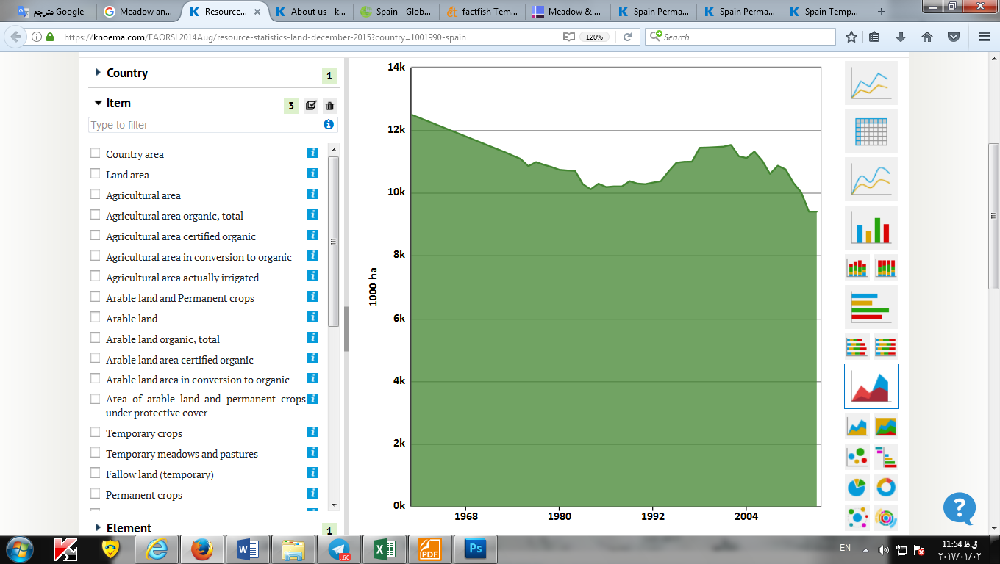 مترجم Google
Meadow an...
Resource...
About us - k...
Spain - Glob...
factfish Tem...
Meadow & ...
Spain Perma...
Spain Perma...
Spain Temp...
https://knoema.com/FAORSL2014Aug/resource-statistics-land-december-2015?country=1001990-spain
120%
Search
Country
1
Item
3
Type to filter
Country area
Land area
Agricultural area
Agricultural area organic, total
Agricultural area certified organic
Agricultural area in conversion to organic
Agricultural area actually irrigated
Arable land and Permanent crops
Arable land
Arable land organic, total
Arable land area certified organic
Arable land area in conversion to organic
Area of arable land and permanent crops
under protective cover
Temporary crops
Temporary meadows and pastures
Fallow land (temporary)
Permanent crops
Element
1
14k
12k
10k
8k
6k
4k
2k
0k
1000 ha
1968
1980
1992
2004
?
.60
PDF
Ps
EN
11:54 ق.ظ
۲۰۱۷/۰۱/۰۲